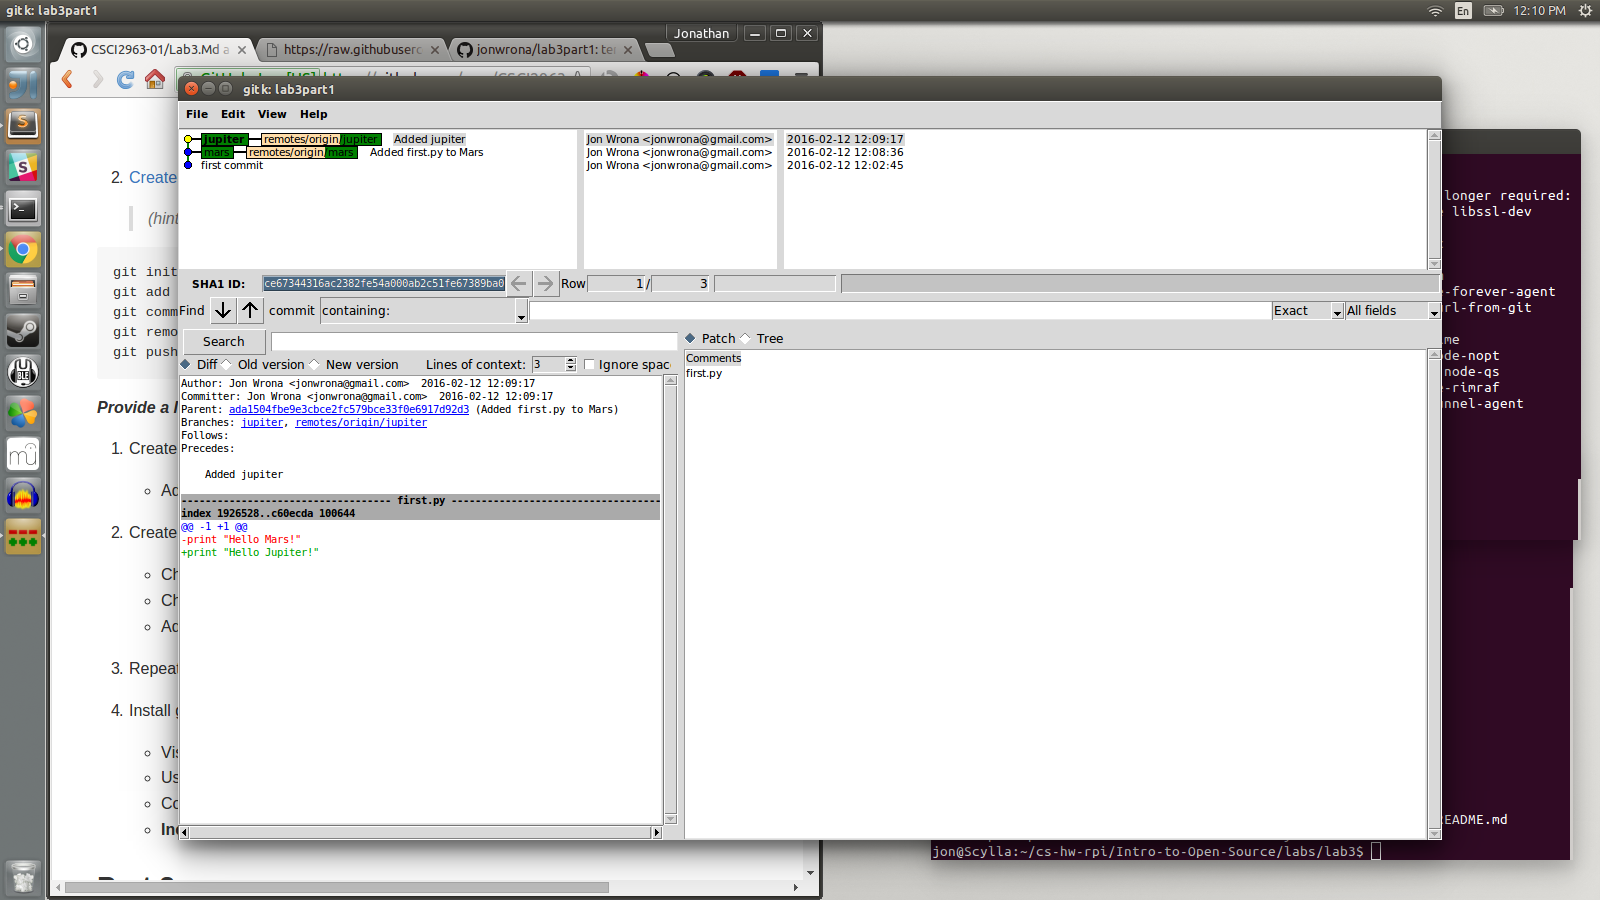 gitk: lab3part1
En
12:10 PM
Jonathan
CSCI2963-01/Lab3.Md a
https://raw.githubuserc
jonwrona/lab3part1: te
gitk: lab3part1
File Edit View Help
jupiter remotes/origin/jupiter Added jupiter Jon Wrona <jonwrona@gmail.com> 2016-02-12 12:09:17
mars remotes/origin/mars Added first.py to Mars Jon Wrona <jonwrona@gmail.com> 2016-02-12 12:08:36
first commit Jon Wrona <jonwrona@gmail.com> 2016-02-12 12:02:45
SHA1 ID: ce67344316ac2382fe54a000ab2c51fe67389ba0 Row 1 / 3
Find commit containing: Exact All fields
Search
Patch Tree
Diff Old version New version Lines of context: 3 Ignore spac
Comments
first.py
Author: Jon Wrona <jonwrona@gmail.com> 2016-02-12 12:09:17
Committer: Jon Wrona <jonwrona@gmail.com> 2016-02-12 12:09:17
Parent: ada1504fbe9e3cbce2fc579bce33f0e6917d92d3 (Added first.py to Mars)
Branches: jupiter, remotes/origin/jupiter
Follows:
Precedes:
Added jupiter
----------------------------------- first.py -----------------------------------
index 1926528..c60ecda 100644
@@ -1 +1 @@
-print "Hello Mars!"
+print "Hello Jupiter!"
2. Create
(hint
git init
git add
git comm
git remo
git push
Provide a l
1. Create
Ad
2. Create
Ch
Ch
Ad
3. Repeat
4. Install g
Vis
Us
Co
Inc
longer required:
libssl-dev
-forever-agent
rl-from-git
me
de-nopt
node-qs
-rimraf
nnel-agent
EADME.md
jon@Scylla:~/cs-hw-rpi/Intro-to-Open-Source/labs/lab3$